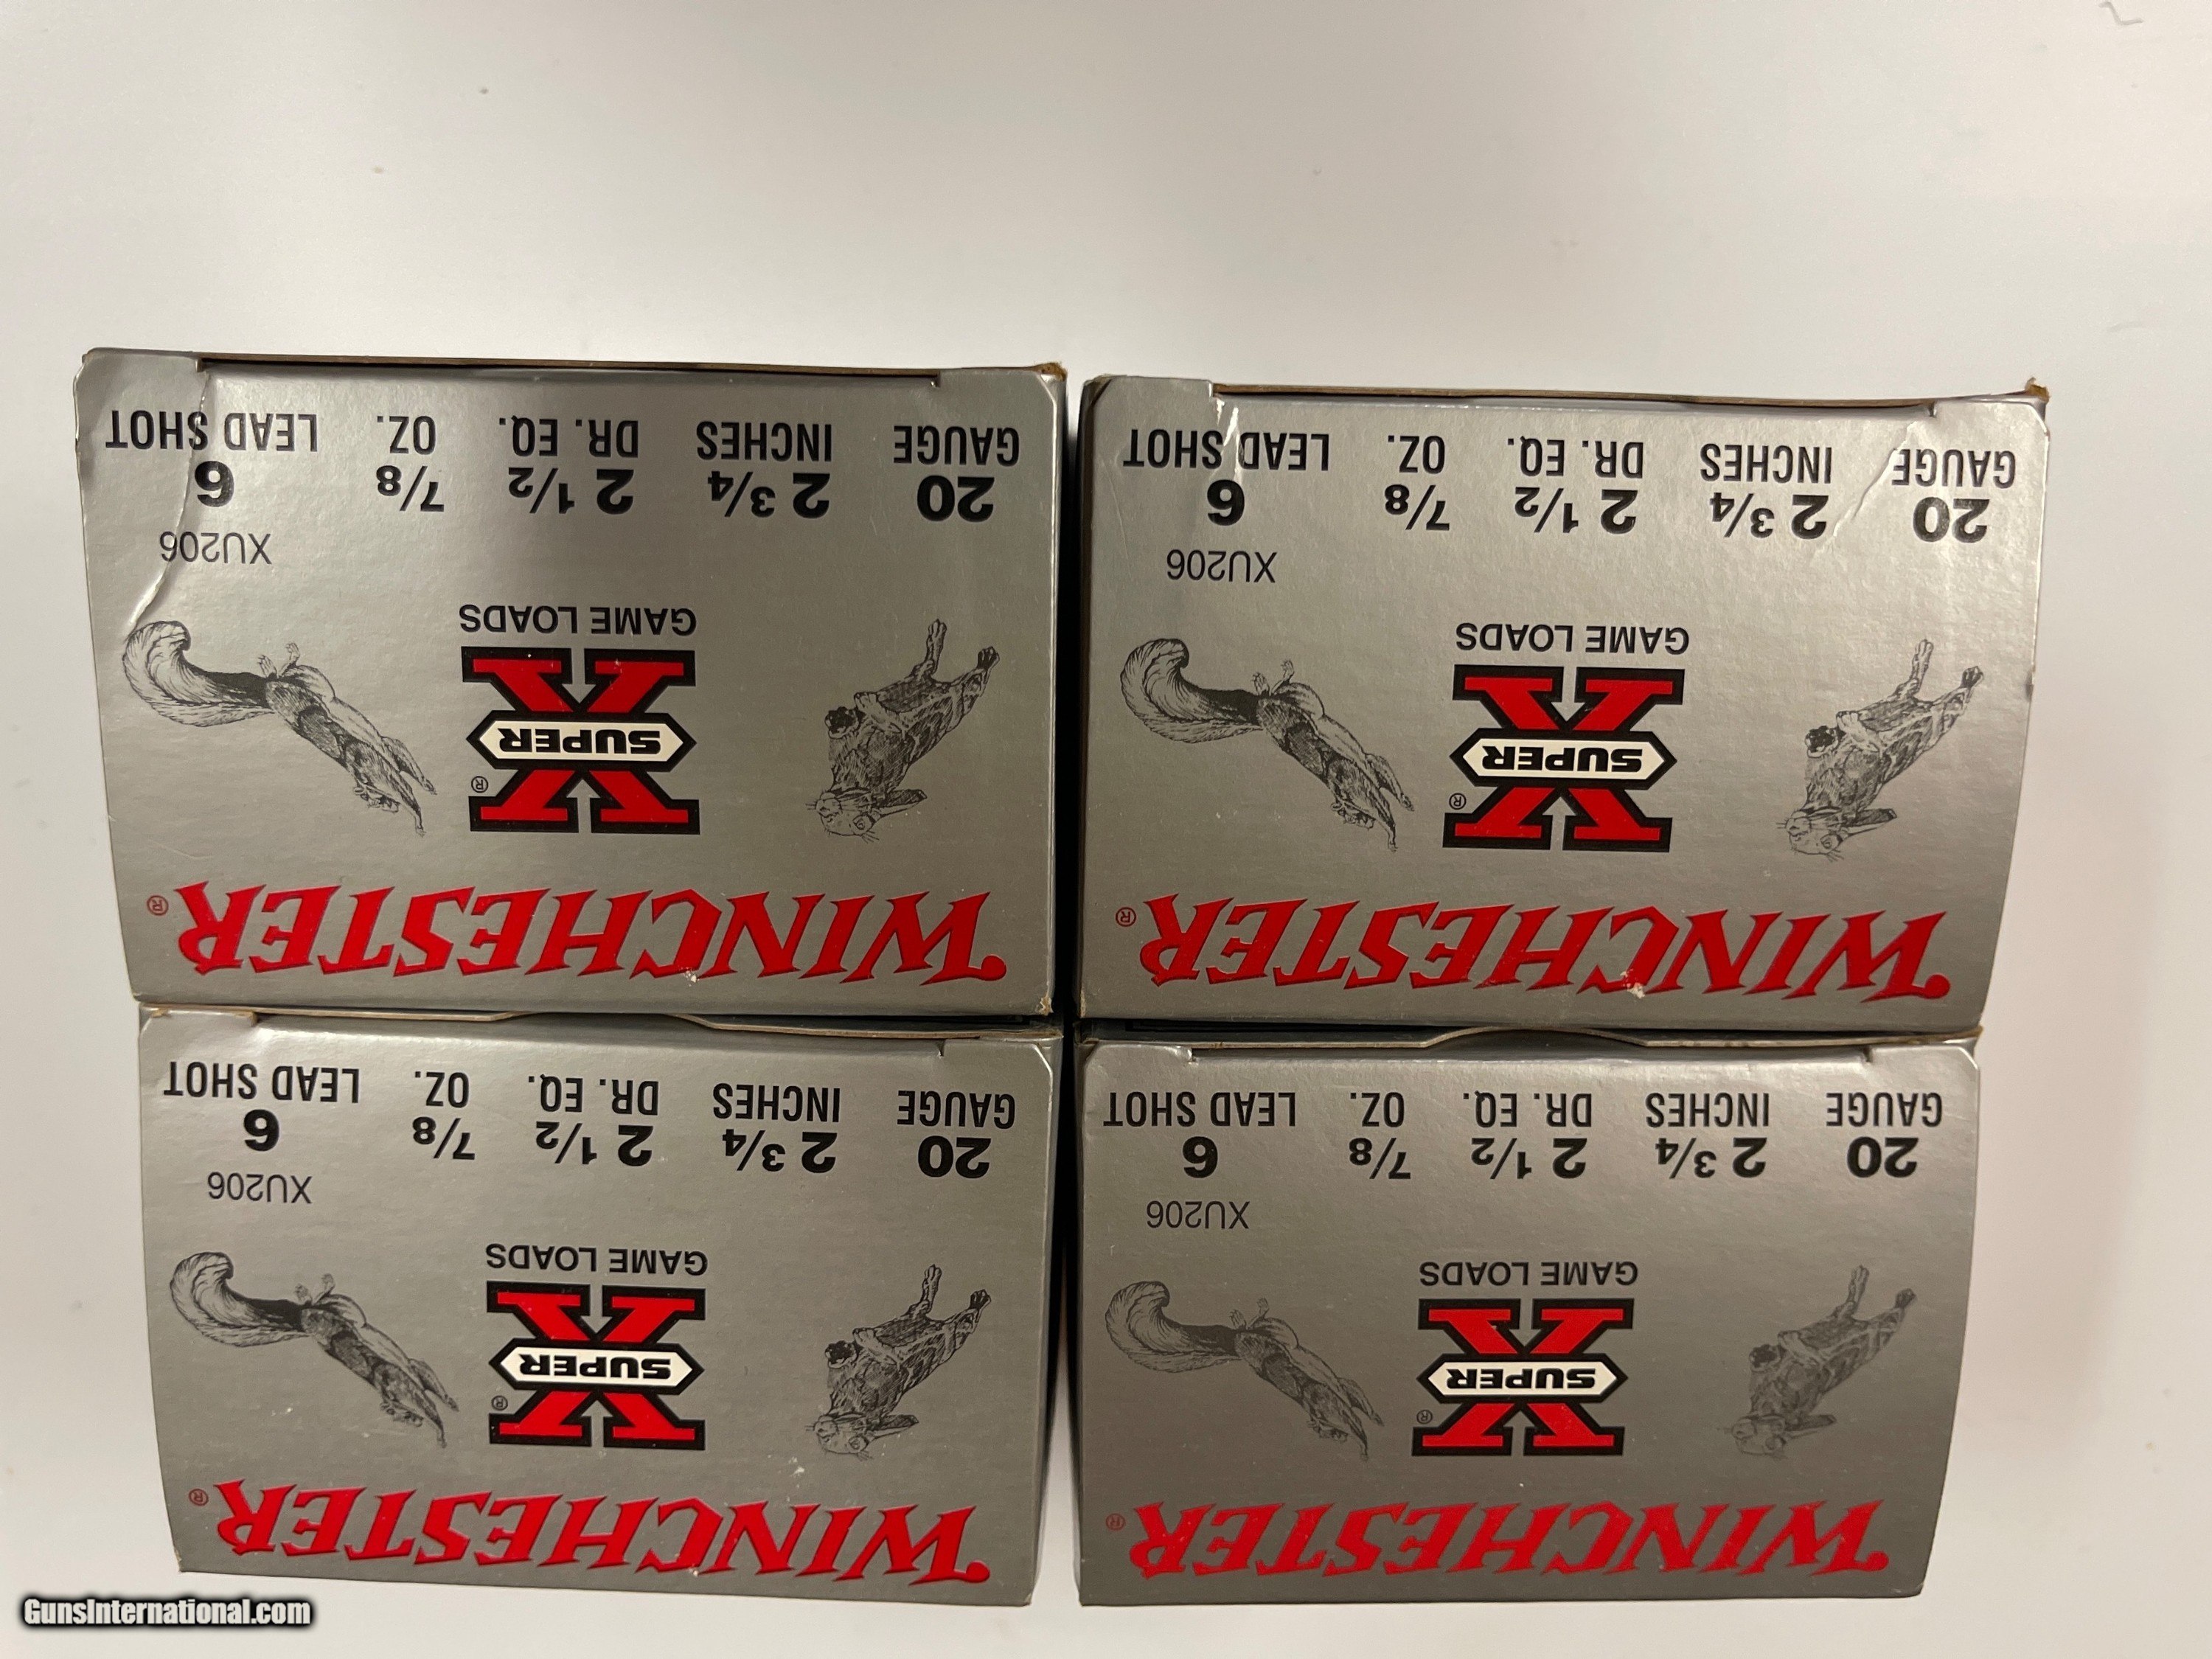 WINCHESTER®
X
SUPER
®
GAME LOADS
XU206
20 2 3/4 2 1/2 7/8 6
GAUGE INCHES DR. EQ. OZ. LEAD SHOT
WINCHESTER®
X
SUPER
®
GAME LOADS
XU206
20 2 3/4 2 1/2 7/8 6
GAUGE INCHES DR. EQ. OZ. LEAD SHOT
WINCHESTER®
X
SUPER
®
GAME LOADS
XU206
20 2 3/4 2 1/2 7/8 6
GAUGE INCHES DR. EQ. OZ. LEAD SHOT
WINCHESTER®
X
SUPER
®
GAME LOADS
XU206
20 2 3/4 2 1/2 7/8 6
GAUGE INCHES DR. EQ. OZ. LEAD SHOT
GunsInternational.com